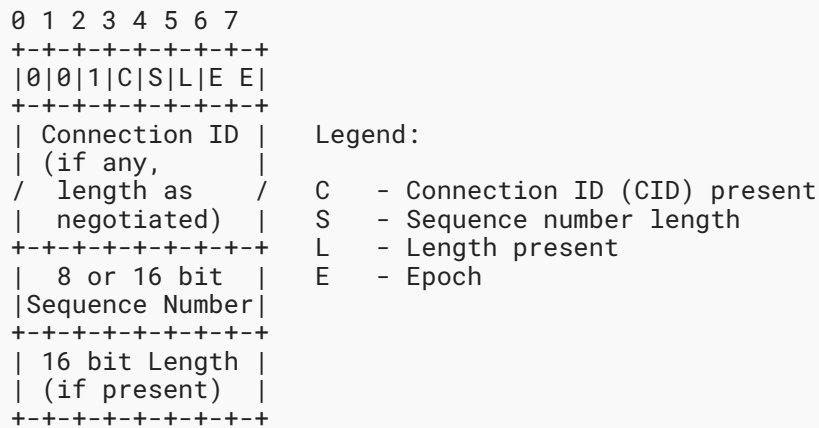 0 1 2 3 4 5 6 7
+-+-+-+-+-+-+-+-+
|0|0|1|C|S|L|E E|
+-+-+-+-+-+-+-+-+
| Connection ID |   Legend:
| (if any,      |
/  length as    /   C   - Connection ID (CID) present
|  negotiated)  |   S   - Sequence number length
+-+-+-+-+-+-+-+-+   L   - Length present
|  8 or 16 bit  |   E   - Epoch
|Sequence Number|
+-+-+-+-+-+-+-+-+
| 16 bit Length |
| (if present)  |
+-+-+-+-+-+-+-+-+